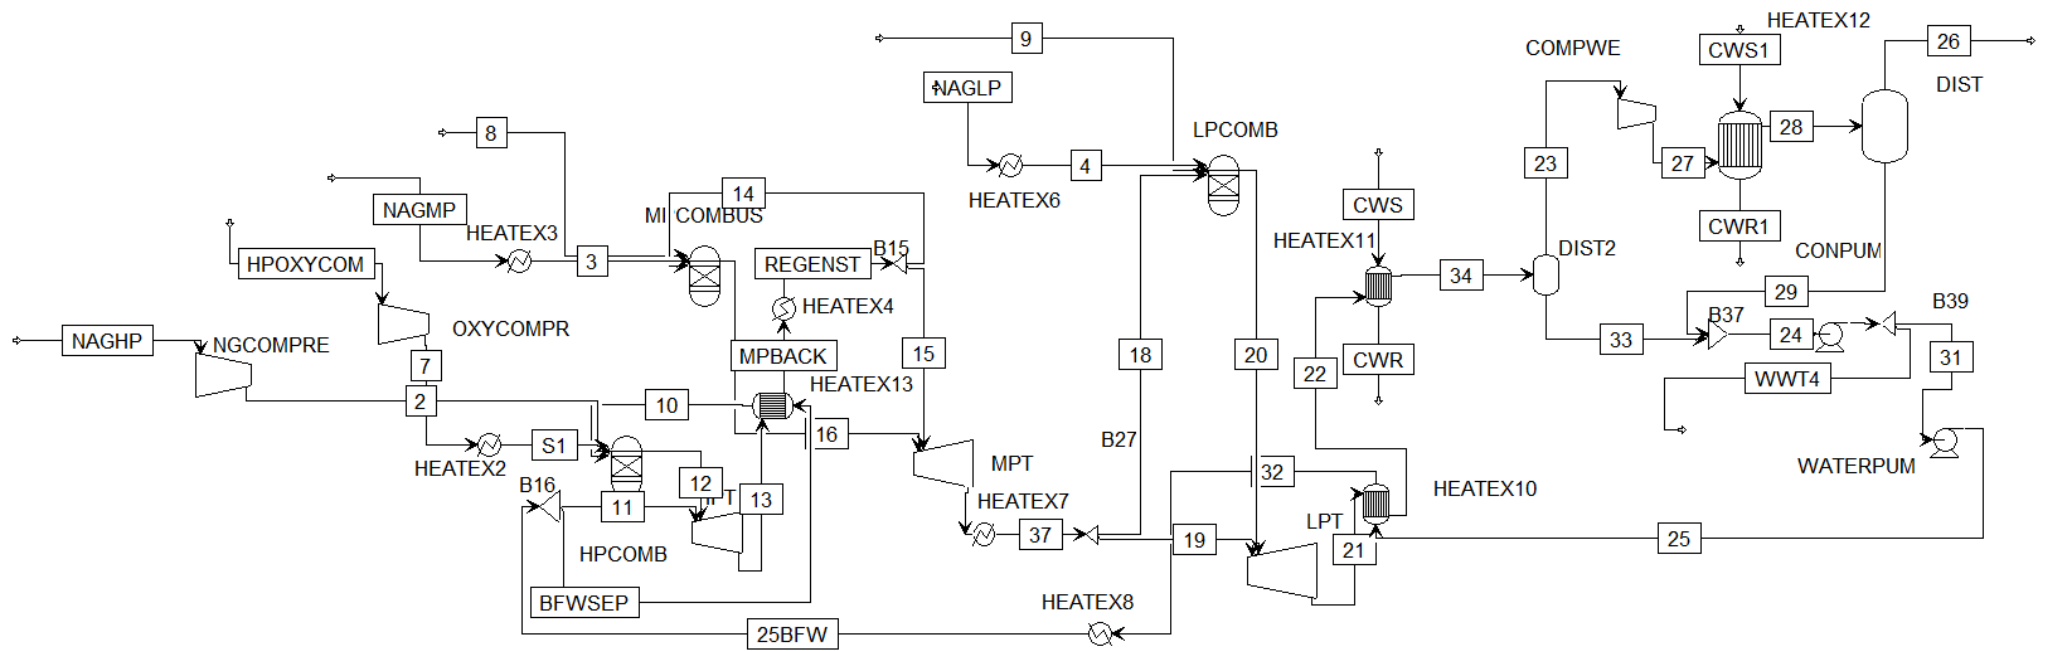 HEATEX12
26
9
COMPWE
CWS1
NAGLP
DIST
8
LPCOMB
28
4
23
27
14
HEATEX6
NAGMP
MI COMBUS
CWS
CWR1
HEATEX3
HEATEX11
B15
DIST2
CONPUM
HPOXYCOM
3
REGENST
34
29
B39
HEATEX4
B37
OXYCOMPR
NAGHP
NGCOMPRE
24
33
MPBACK
15
18
20
CWR
31
7
22
HEATEX13
WWT4
2
10
16
B27
S1
HEATEX2
MPT
32
WATERPUM
B16
12
PT
13
HEATEX7
HEATEX10
11
LPT
37
19
25
HPCOMB
21
BFWSEP
HEATEX8
25BFW